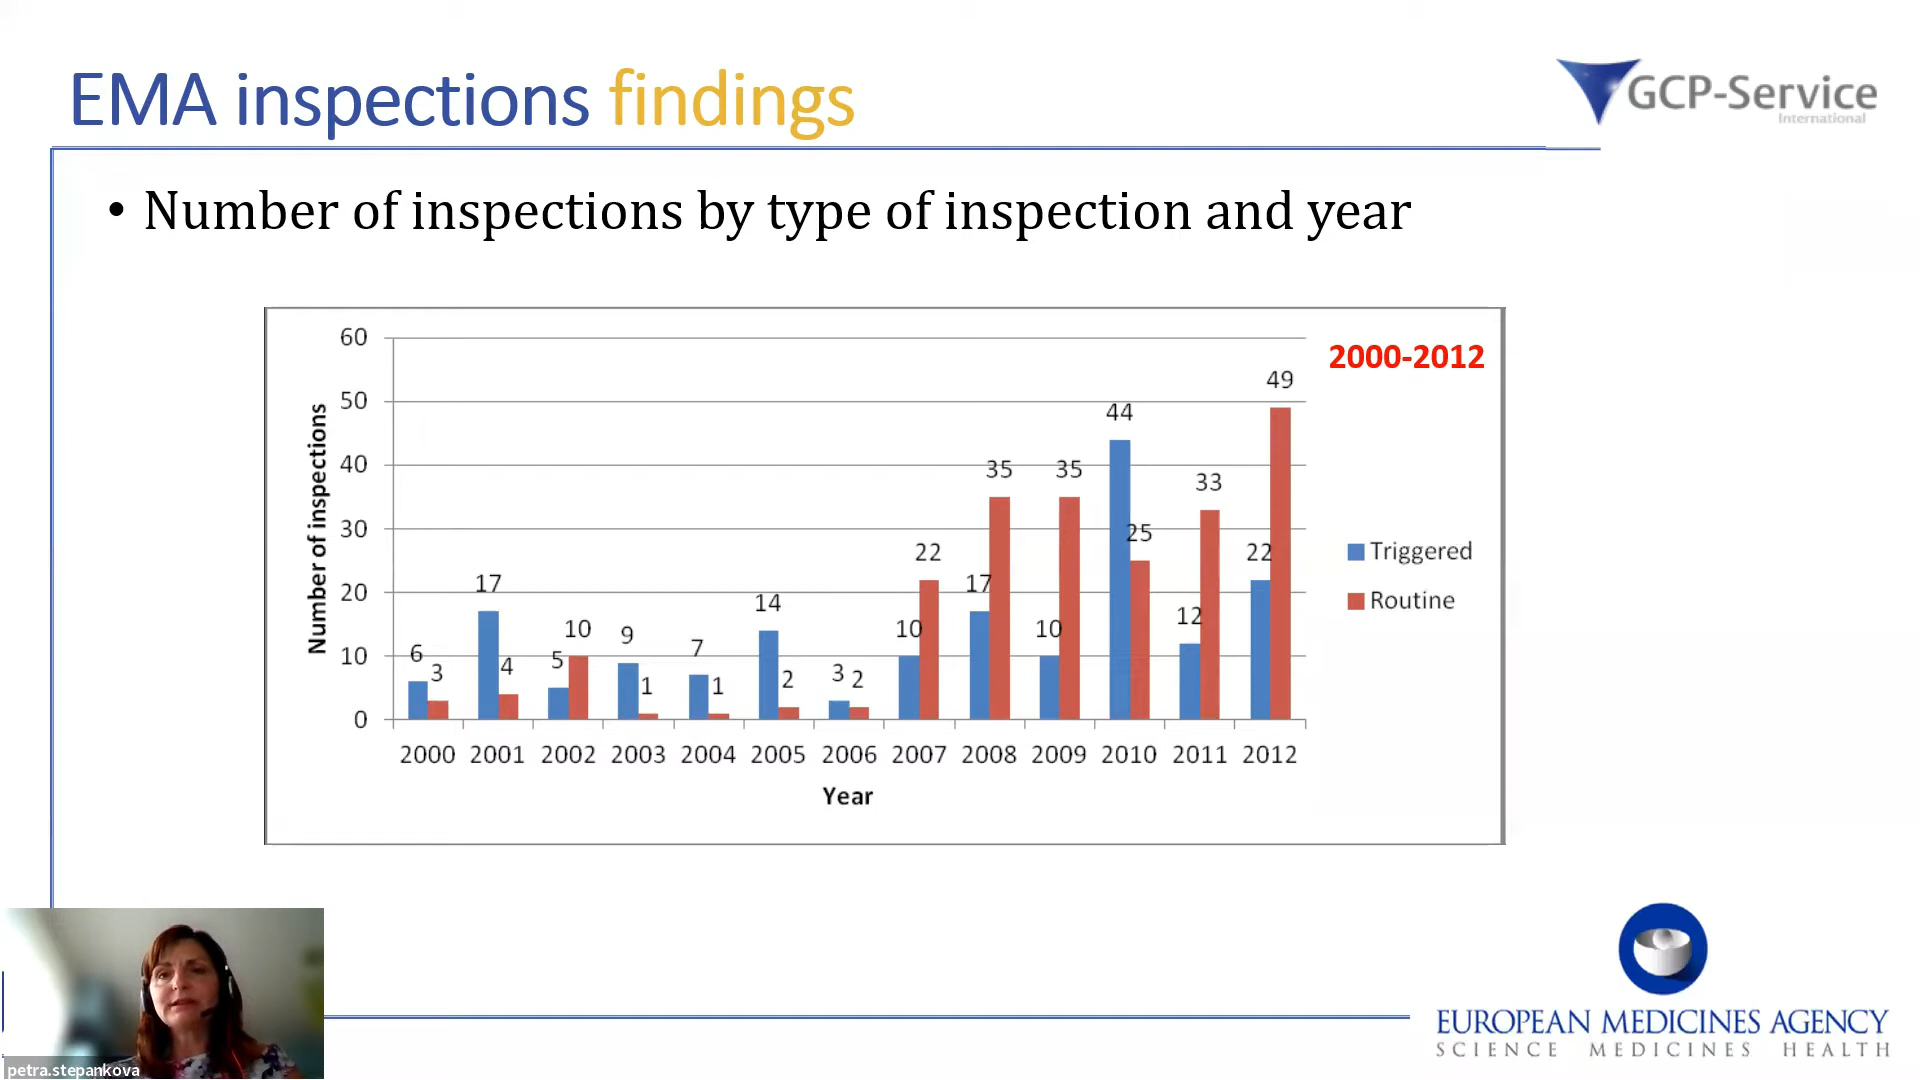 EMA inspections findings
GCP-Service
International
• Number of inspections by type of inspection and year
2000-2012
Number of inspections
60
50
40
30
20
10
0
6
3
17
4
5
10
9
1
7
1
14
2
3
2
10
22
17
35
10
35
44
25
12
33
22
49
2000 2001 2002 2003 2004 2005 2006 2007 2008 2009 2010 2011 2012
Year
Triggered
Routine
petra.stepankova
EUROPEAN MEDICINES AGENCY
SCIENCE MEDICINES HEALTH